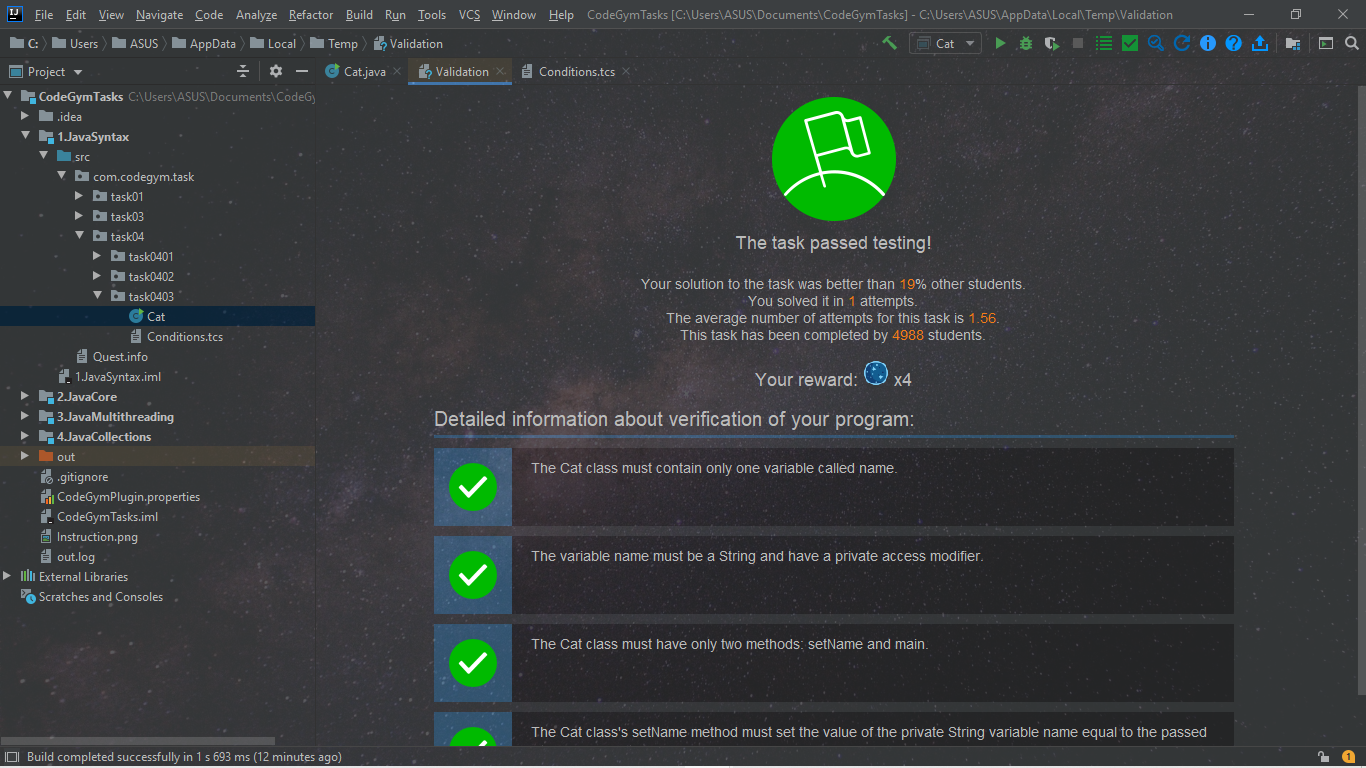 File Edit View Navigate Code Analyze Refactor Build Run Tools VCS Window Help CodeGymTasks [C:\Users\ASUS\Documents\CodeGymTasks] - C:\Users\ASUS\AppData\Local\Temp\Validation
C: Users ASUS AppData Local Temp Validation Cat
Project Cat.java Validation Conditions.tcs
CodeGymTasks C:\Users\ASUS\Documents\CodeGy
.idea
1.JavaSyntax
src
com.codegym.task
task01
task03
task04
task0401
task0402
task0403
Cat
Conditions.tcs
Quest.info
1.JavaSyntax.iml
2.JavaCore
3.JavaMultithreading
4.JavaCollections
out
.gitignore
CodeGymPlugin.properties
CodeGymTasks.iml
Instruction.png
out.log
External Libraries
Scratches and Consoles
The task passed testing!
Your solution to the task was better than 19% other students.
You solved it in 1 attempts.
The average number of attempts for this task is 1.56.
This task has been completed by 4988 students.
Your reward: x4
Detailed information about verification of your program:
The Cat class must contain only one variable called name.
The variable name must be a String and have a private access modifier.
The Cat class must have only two methods: setName and main.
The Cat class's setName method must set the value of the private String variable name equal to the passed
Build completed successfully in 1 s 693 ms (12 minutes ago) 1